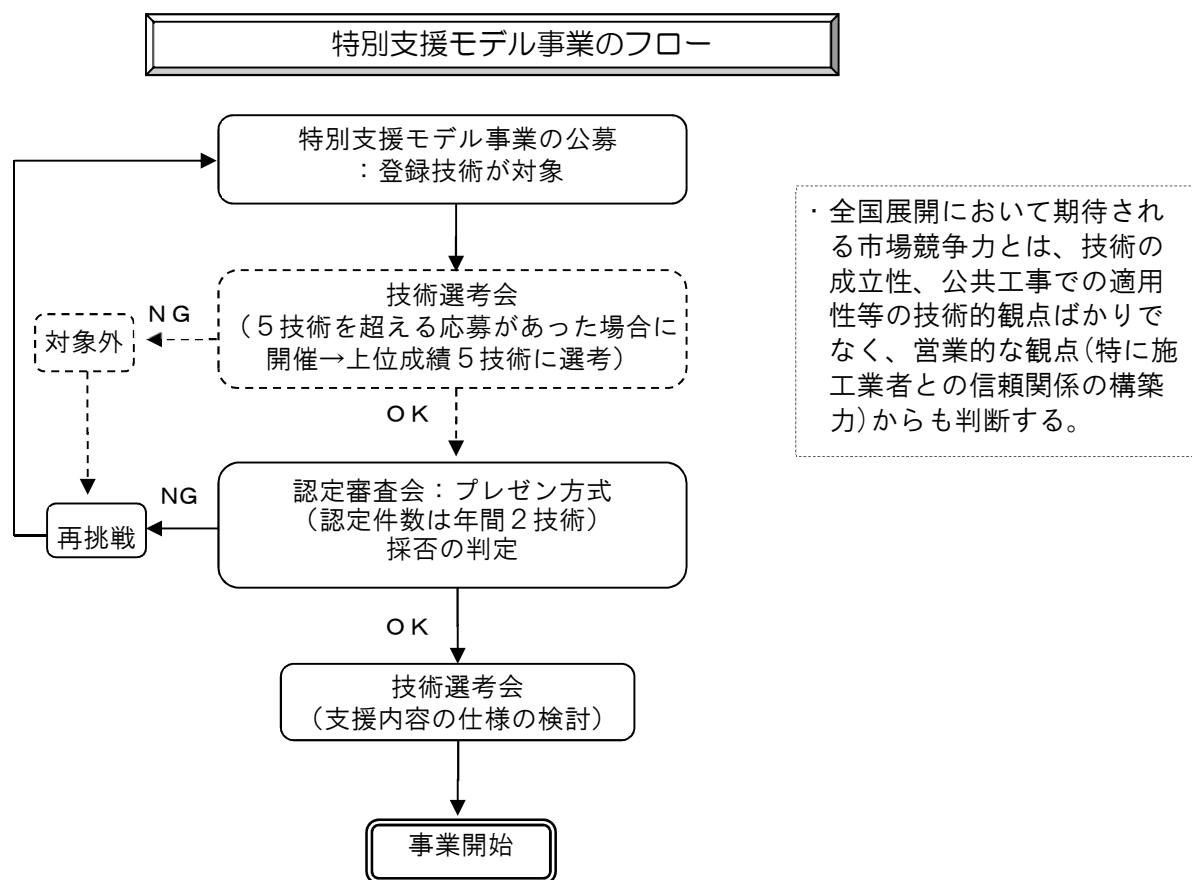 特別支援モデル事業のフロー
特別支援モデル事業の公募
：登録技術が対象
・全国展開において期待され
る市場競争力とは、技術の
成立性、公共工事での適用
性等の技術的観点ばかりで
なく、営業的な観点(特に施
工業者との信頼関係の構築
力)からも判断する。
技術選考会
（５技術を超える応募があった場合に
開催→上位成績５技術に選考）
ＮＧ
対象外
ＯＫ
認定審査会：プレゼン方式
（認定件数は年間２技術）
採否の判定
NG
再挑戦
ＯＫ
技術選考会
（支援内容の仕様の検討）
事業開始